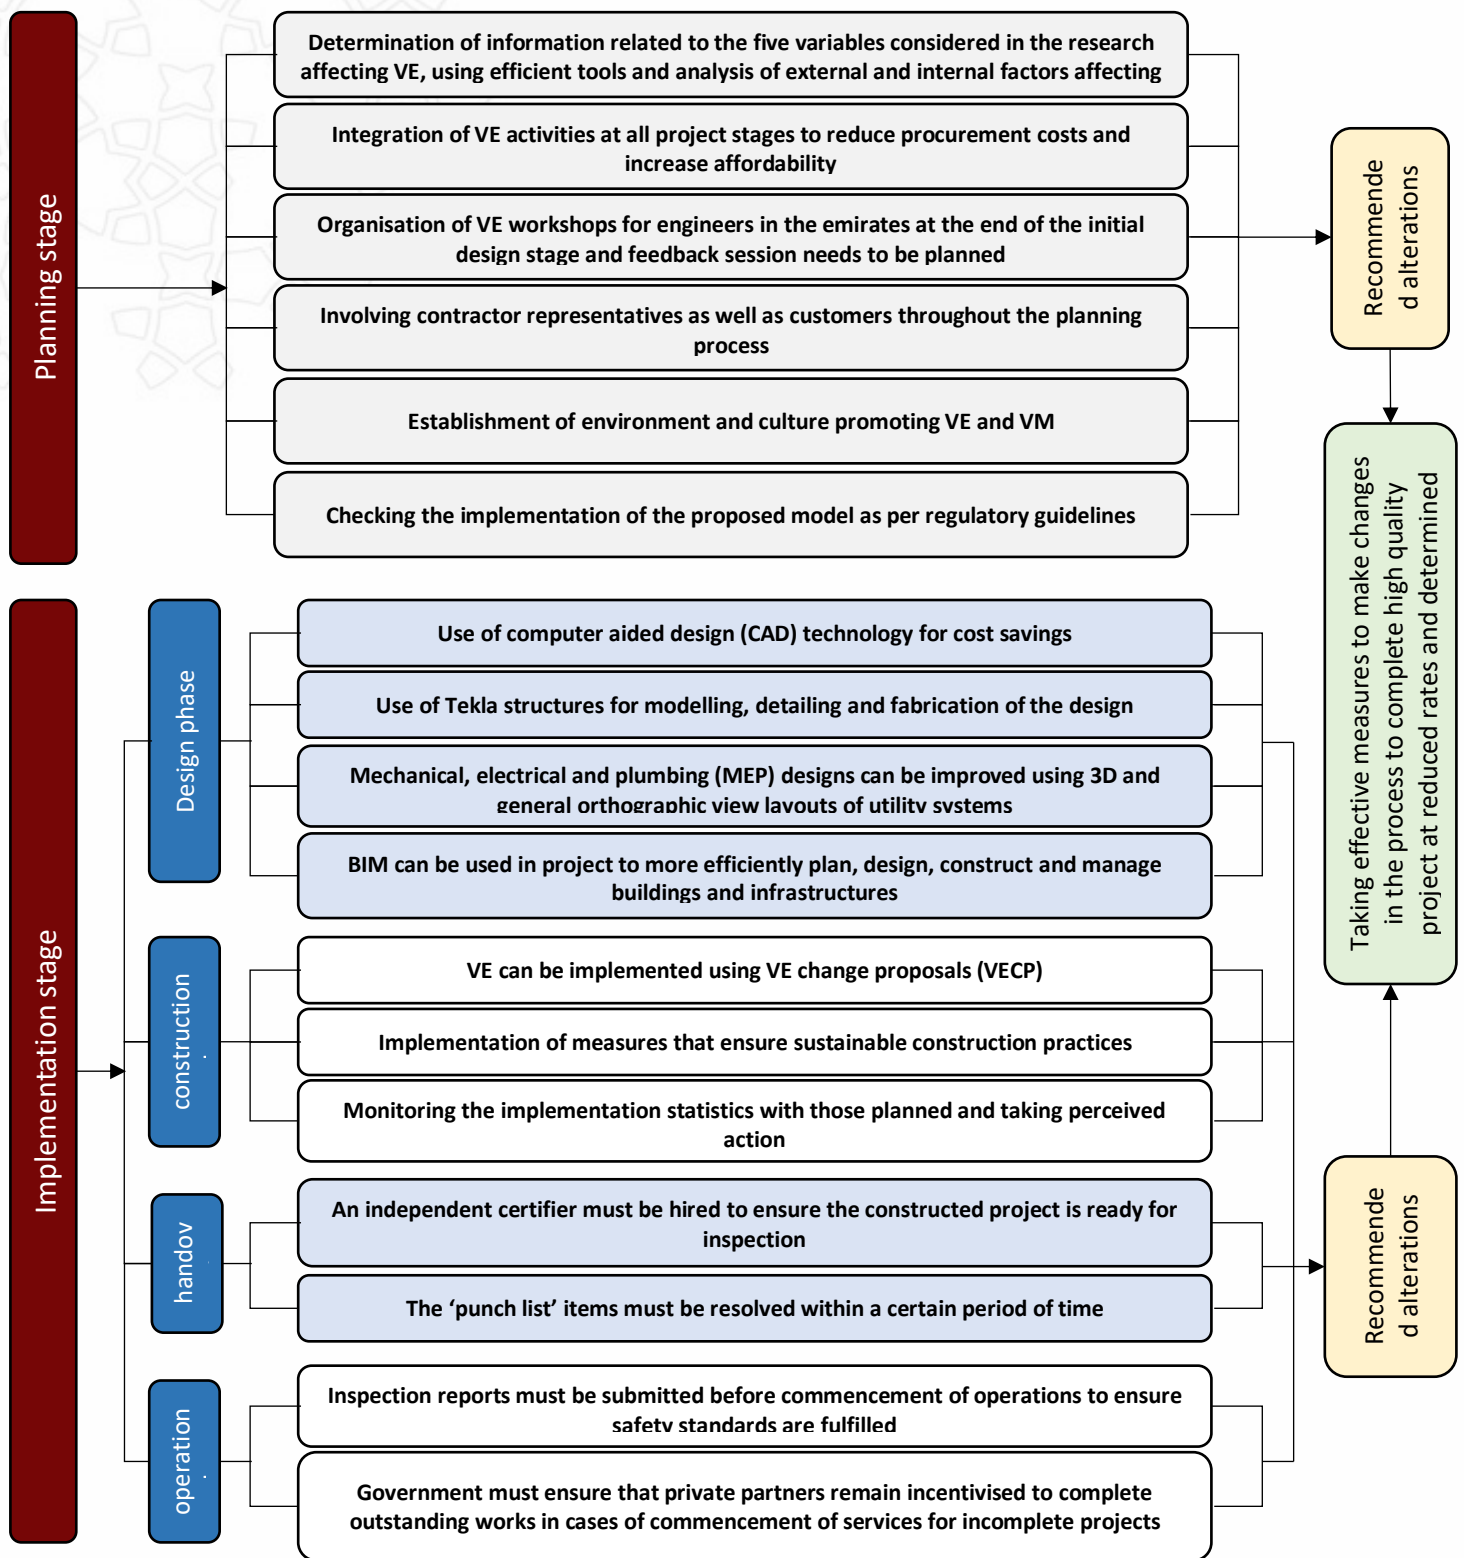 Planning stage
Determination of information related to the five variables considered in the research
affecting VE, using efficient tools and analysis of external and internal factors affecting
Integration of VE activities at all project stages to reduce procurement costs and
increase affordability
Organisation of VE workshops for engineers in the emirates at the end of the initial
design stage and feedback session needs to be planned
Involving contractor representatives as well as customers throughout the planning
process
Establishment of environment and culture promoting VE and VM
Checking the implementation of the proposed model as per regulatory guidelines
Recommende
d alterations
Taking effective measures to make changes
in the process to complete high quality
project at reduced rates and determined
Implementation stage
Design phase
Use of computer aided design (CAD) technology for cost savings
Use of Tekla structures for modelling, detailing and fabrication of the design
Mechanical, electrical and plumbing (MEP) designs can be improved using 3D and
general orthographic view layouts of utility systems
BIM can be used in project to more efficiently plan, design, construct and manage
buildings and infrastructures
construction
VE can be implemented using VE change proposals (VECP)
Implementation of measures that ensure sustainable construction practices
Monitoring the implementation statistics with those planned and taking perceived
action
handov
An independent certifier must be hired to ensure the constructed project is ready for
inspection
The ‘punch list’ items must be resolved within a certain period of time
operation
Inspection reports must be submitted before commencement of operations to ensure
safety standards are fulfilled
Government must ensure that private partners remain incentivised to complete
outstanding works in cases of commencement of services for incomplete projects
Recommende
d alterations